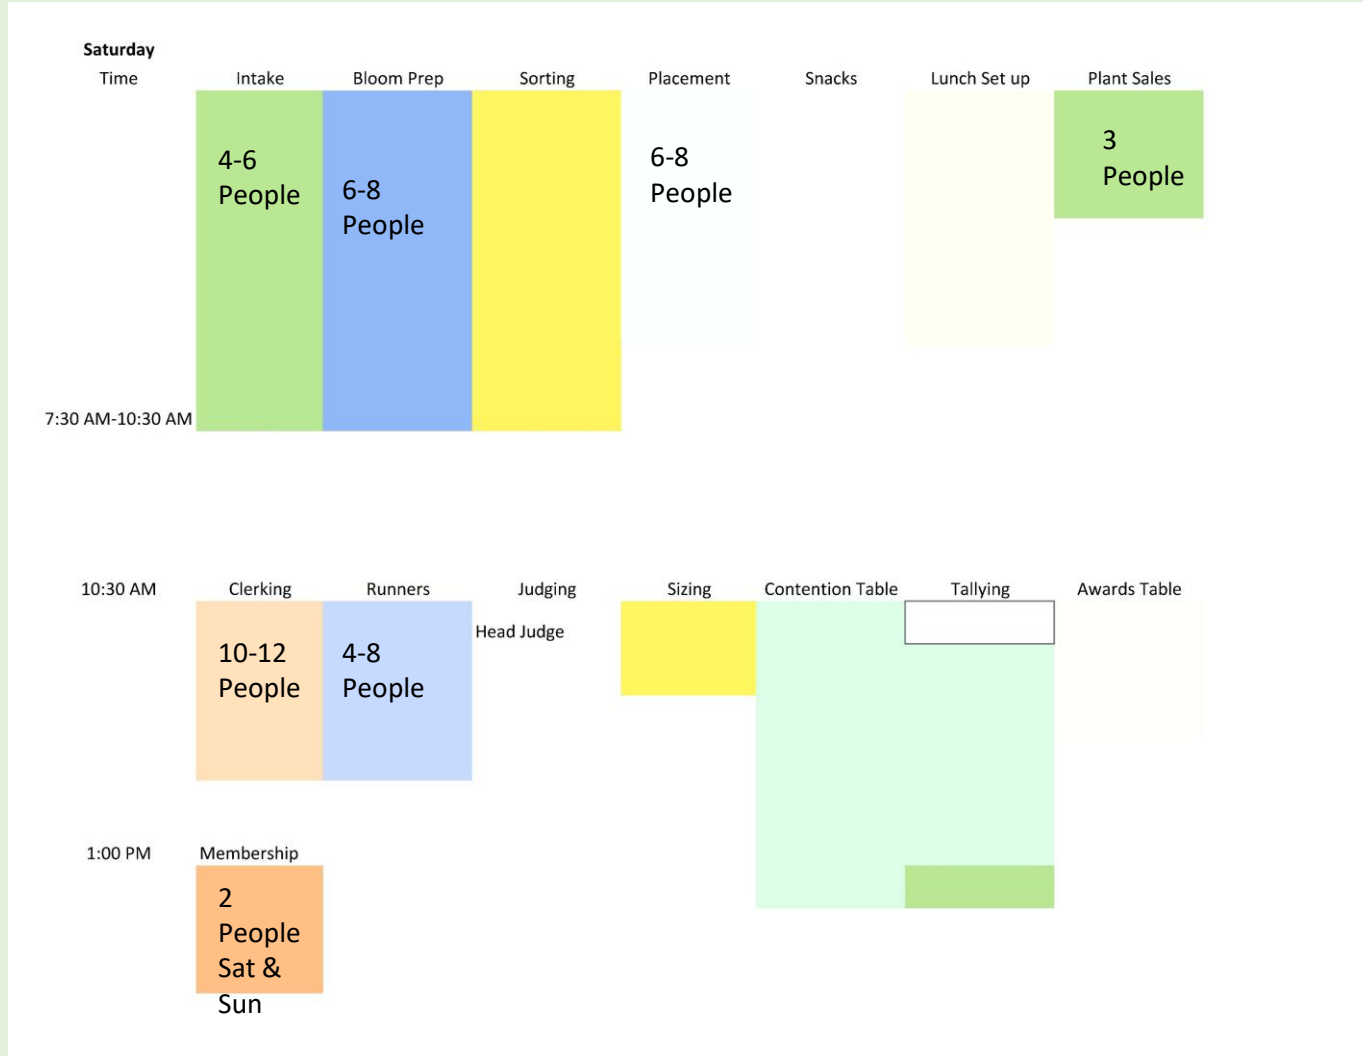 Saturday
Time Intake Bloom Prep Sorting Placement Snacks Lunch Set up Plant Sales
4-6
People
6-8
People
6-8
People
3
People
7:30 AM-10:30 AM
10:30 AM Clerking Runners Judging Sizing Contention Table Tallying Awards Table
Head Judge
10-12
People
4-8
People
1:00 PM Membership
2
People
Sat &
Sun